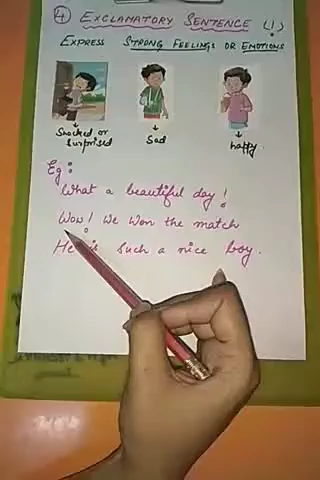 ④ EXCLANATORY SENTENCE (!)
EXPRESS STRONG FEELINGS OR EMOTIONS
Shocked or surprised
Sad
happy
Eg:
What a beautiful day!
Wow! We Won the match
He is Such a nice boy.